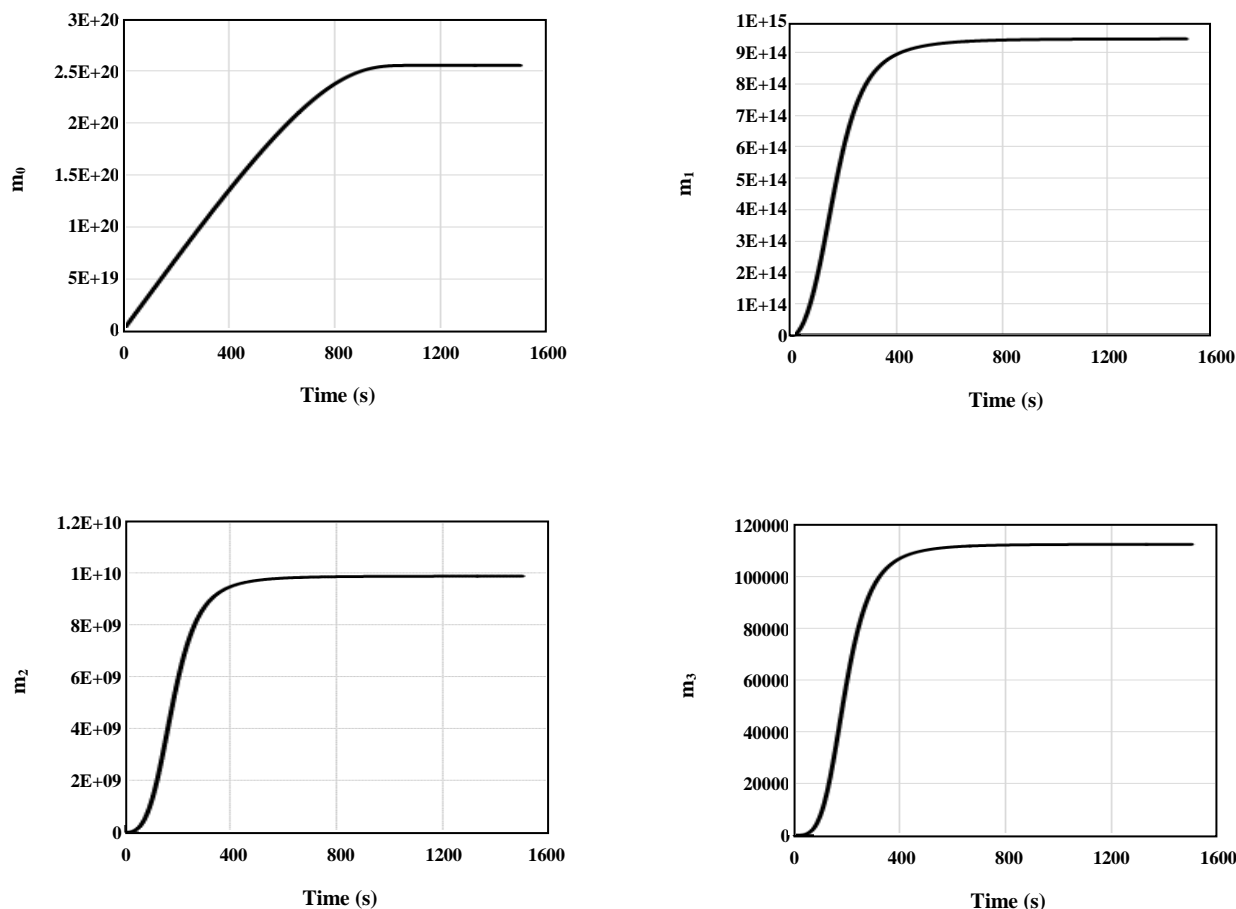 3E+20
2.5E+20
2E+20
1.5E+20
1E+20
5E+19
0
m₀
0 400 800 1200 1600
Time (s)
1E+15
9E+14
8E+14
7E+14
6E+14
5E+14
4E+14
3E+14
2E+14
1E+14
0
m₁
0 400 800 1200 1600
Time (s)
1.2E+10
1E+10
8E+09
6E+09
4E+09
2E+09
0
m₂
0 400 800 1200 1600
Time (s)
120000
100000
80000
60000
40000
20000
0
m₃
0 400 800 1200 1600
Time (s)